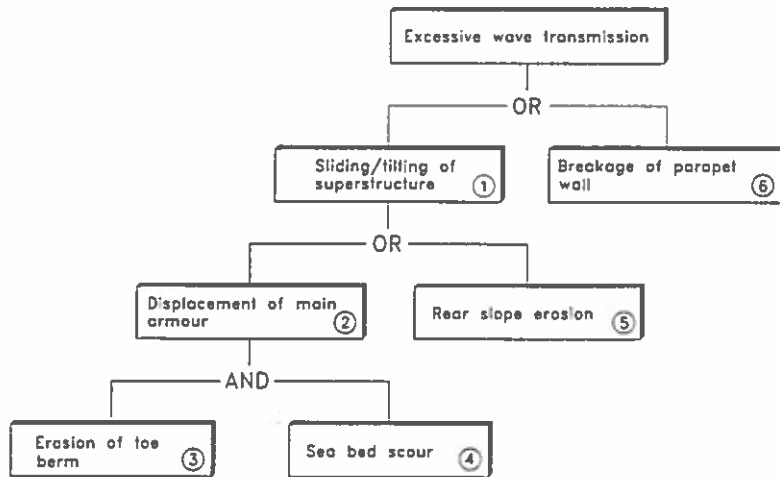 Excessive wave transmission
OR
Sliding/tilting of
superstructure 1
Breakage of parapet
wall 6
OR
Displacement of main
armour 2
Rear slope erosion 5
AND
Erosion of toe
berm 3
Sea bed scour 4